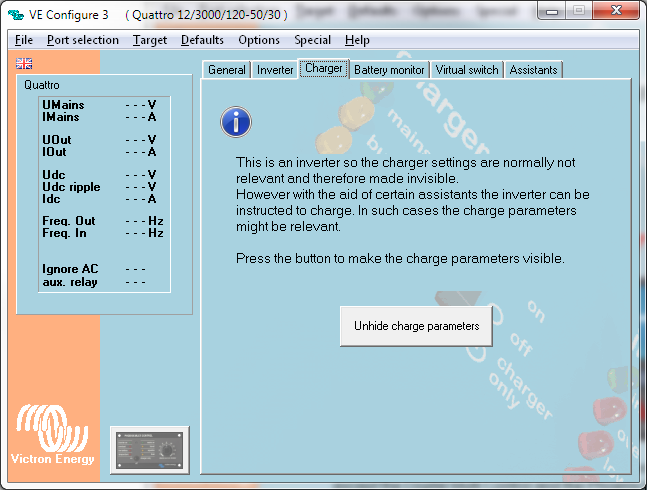 VE Configure 3 ( Quattro 12/3000/120-50/30 )
File Port selection Target Defaults Options Special Help
General Inverter Charger Battery monitor Virtual switch Assistants
Quattro
UMains - - - V
IMains - - - A
UOut - - - V
IOut - - - A
Udc - - - V
Udc ripple - - - V
Idc - - - A
Freq. Out - - - Hz
Freq. In - - - Hz
Ignore AC - - -
aux. relay - - -
Charger
mains
This is an inverter so the charger settings are normally not
relevant and therefore made invisible.
However with the aid of certain assistants the inverter can be
instructed to charge. In such cases the charge parameters
might be relevant.
Press the button to make the charge parameters visible.
Unhide charge parameters
on
off
charger
only
victron energy